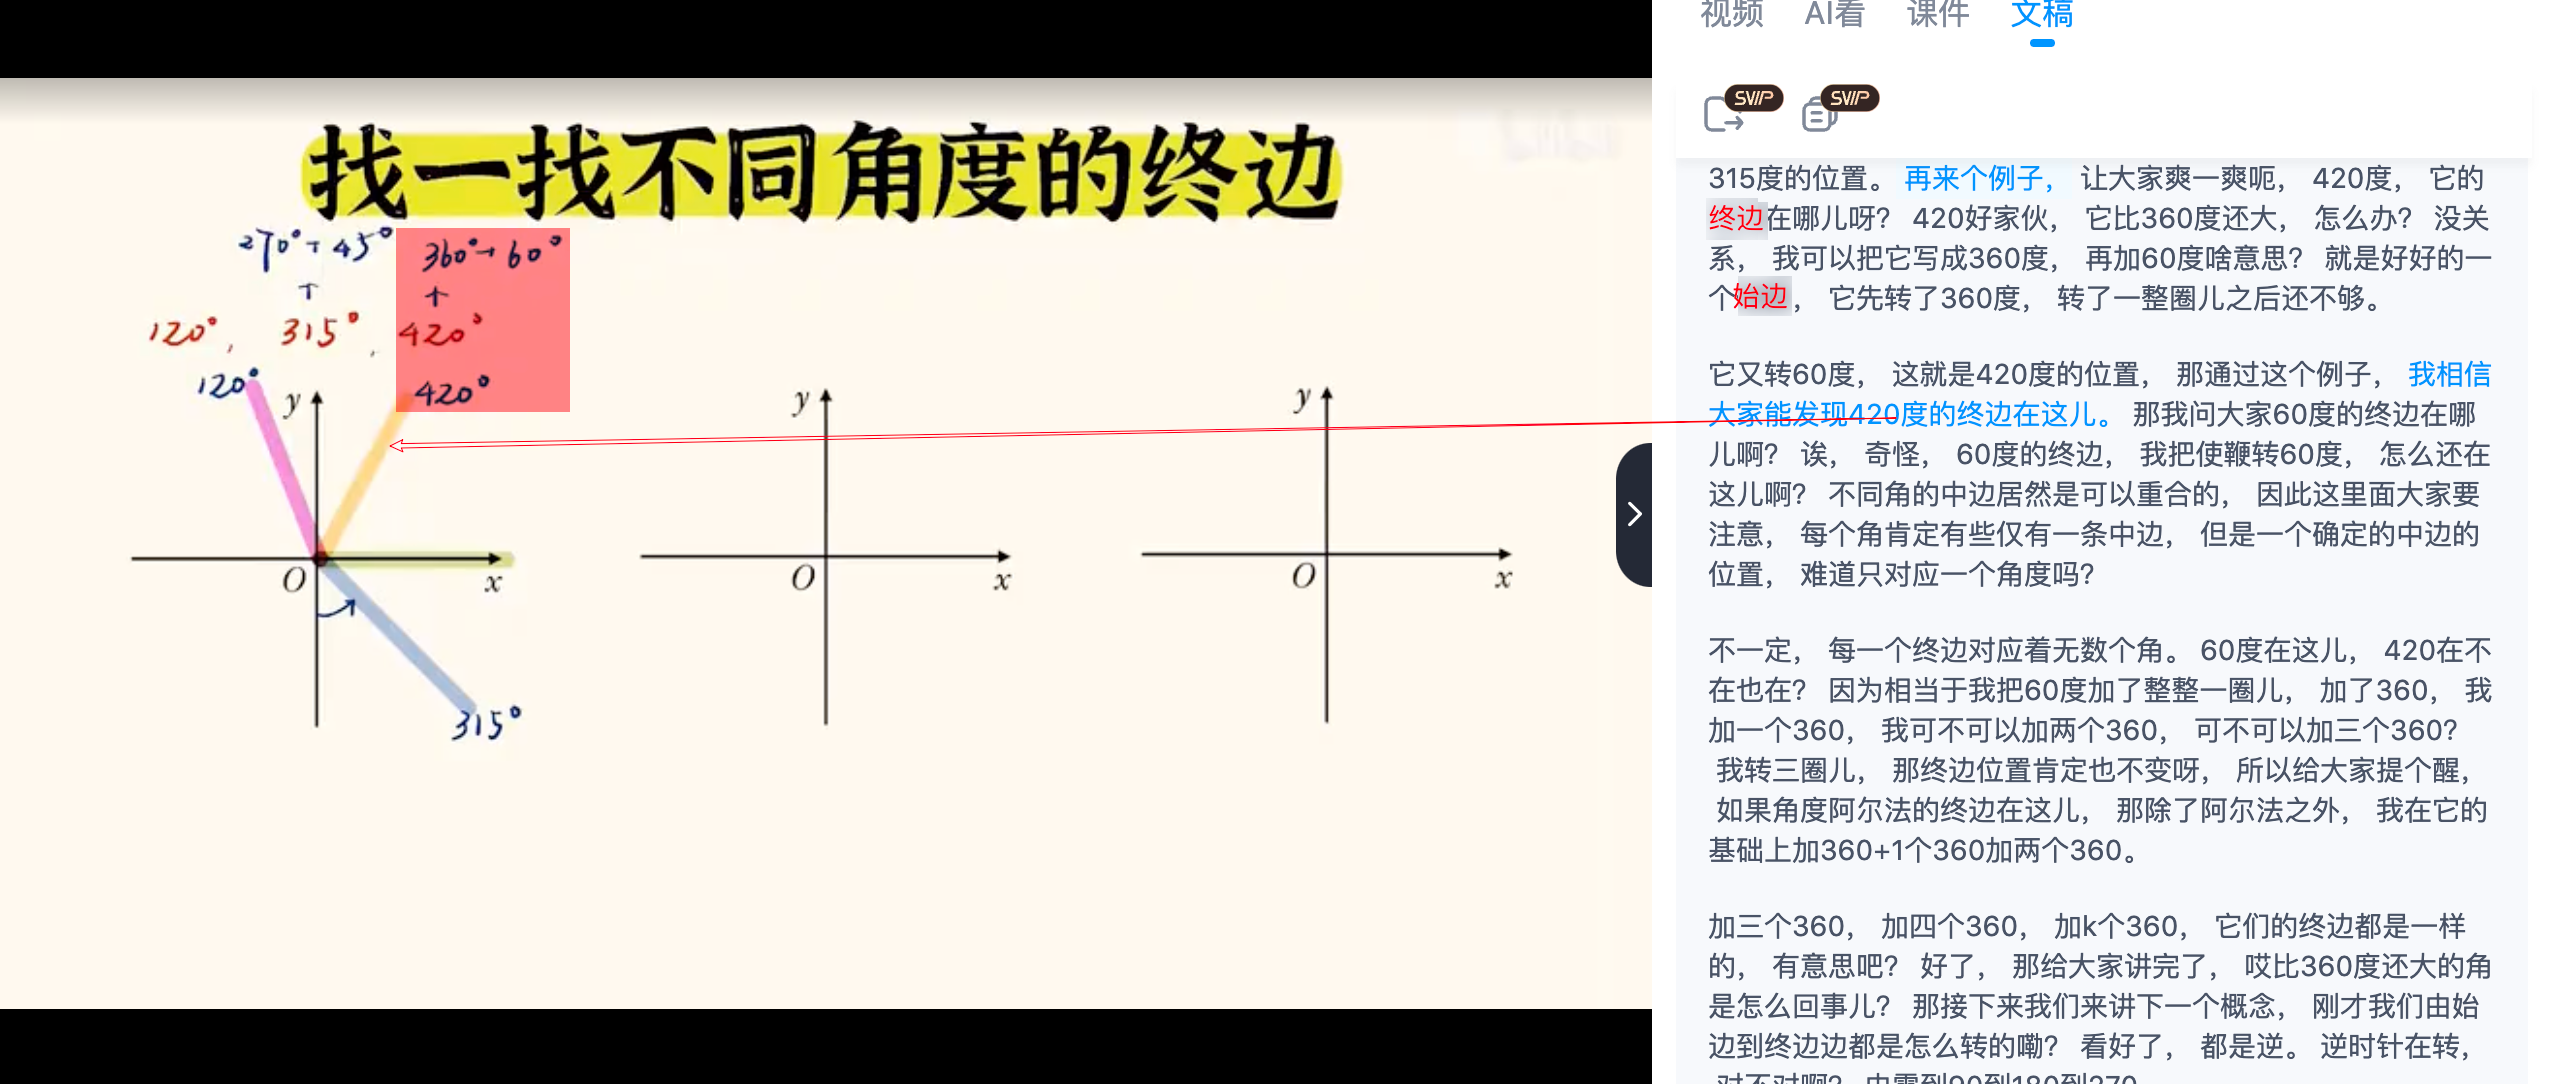 找一找不同角度的终边
270°+45°
360°+60°
120°, 315°, 420°
120°
420°
y
O
x
315°
y
O
x
y
O
x
视频 AI看 课件 文稿
SVIP SVIP
315度的位置。 再来个例子, 让大家爽一爽呃, 420度, 它的
终边在哪儿呀? 420好家伙, 它比360度还大, 怎么办? 没关
系, 我可以把它写成360度, 再加60度啥意思? 就是好好的一
个始边, 它先转了360度, 转了一整圈儿之后还不够。
它又转60度, 这就是420度的位置, 那通过这个例子, 我相信
大家能发现420度的终边在这儿。 那我问大家60度的终边在哪
儿啊? 诶, 奇怪, 60度的终边, 我把使鞭转60度, 怎么还在
这儿啊? 不同角的中边居然是可以重合的, 因此这里面大家要
注意, 每个角肯定有些仅有一条中边, 但是一个确定的中边的
位置, 难道只对应一个角度吗?
不一定, 每一个终边对应着无数个角。 60度在这儿, 420在不
在也在? 因为相当于我把60度加了整整一圈儿, 加了360, 我
加一个360, 我可不可以加两个360, 可不可以加三个360?
我转三圈儿, 那终边位置肯定也不变呀, 所以给大家提个醒,
如果角度阿尔法的终边在这儿, 那除了阿尔法之外, 我在它的
基础上加360+1个360加两个360。
加三个360, 加四个360, 加k个360, 它们的终边都是一样
的, 有意思吧? 好了, 那给大家讲完了, 哎比360度还大的角
是怎么回事儿? 那接下来我们来讲下一个概念, 刚才我们由始
边到终边边都是怎么转的嘞? 看好了, 都是逆。 逆时针在转,
对不对啊? 由零到90到180到270